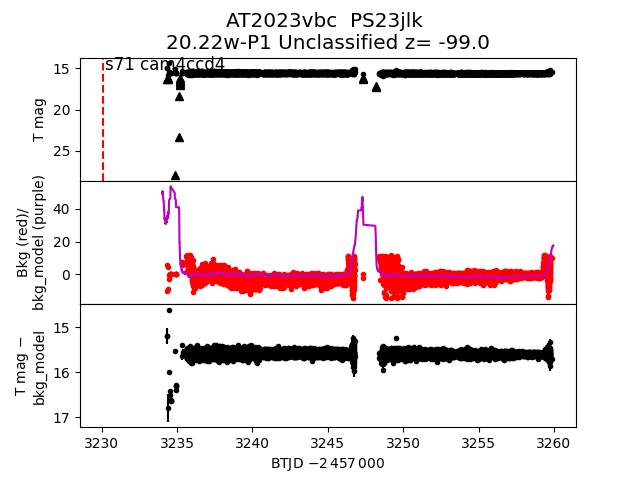 AT2023vbc PS23jlk
20.22w-P1 Unclassified z= -99.0
s71 cam4ccd4
T mag
15
20
25
Bkg (red)/
bkg_model (purple)
40
20
0
T mag −
bkg_model
15
16
17
3230 3235 3240 3245 3250 3255 3260
BTJD −2 457 000